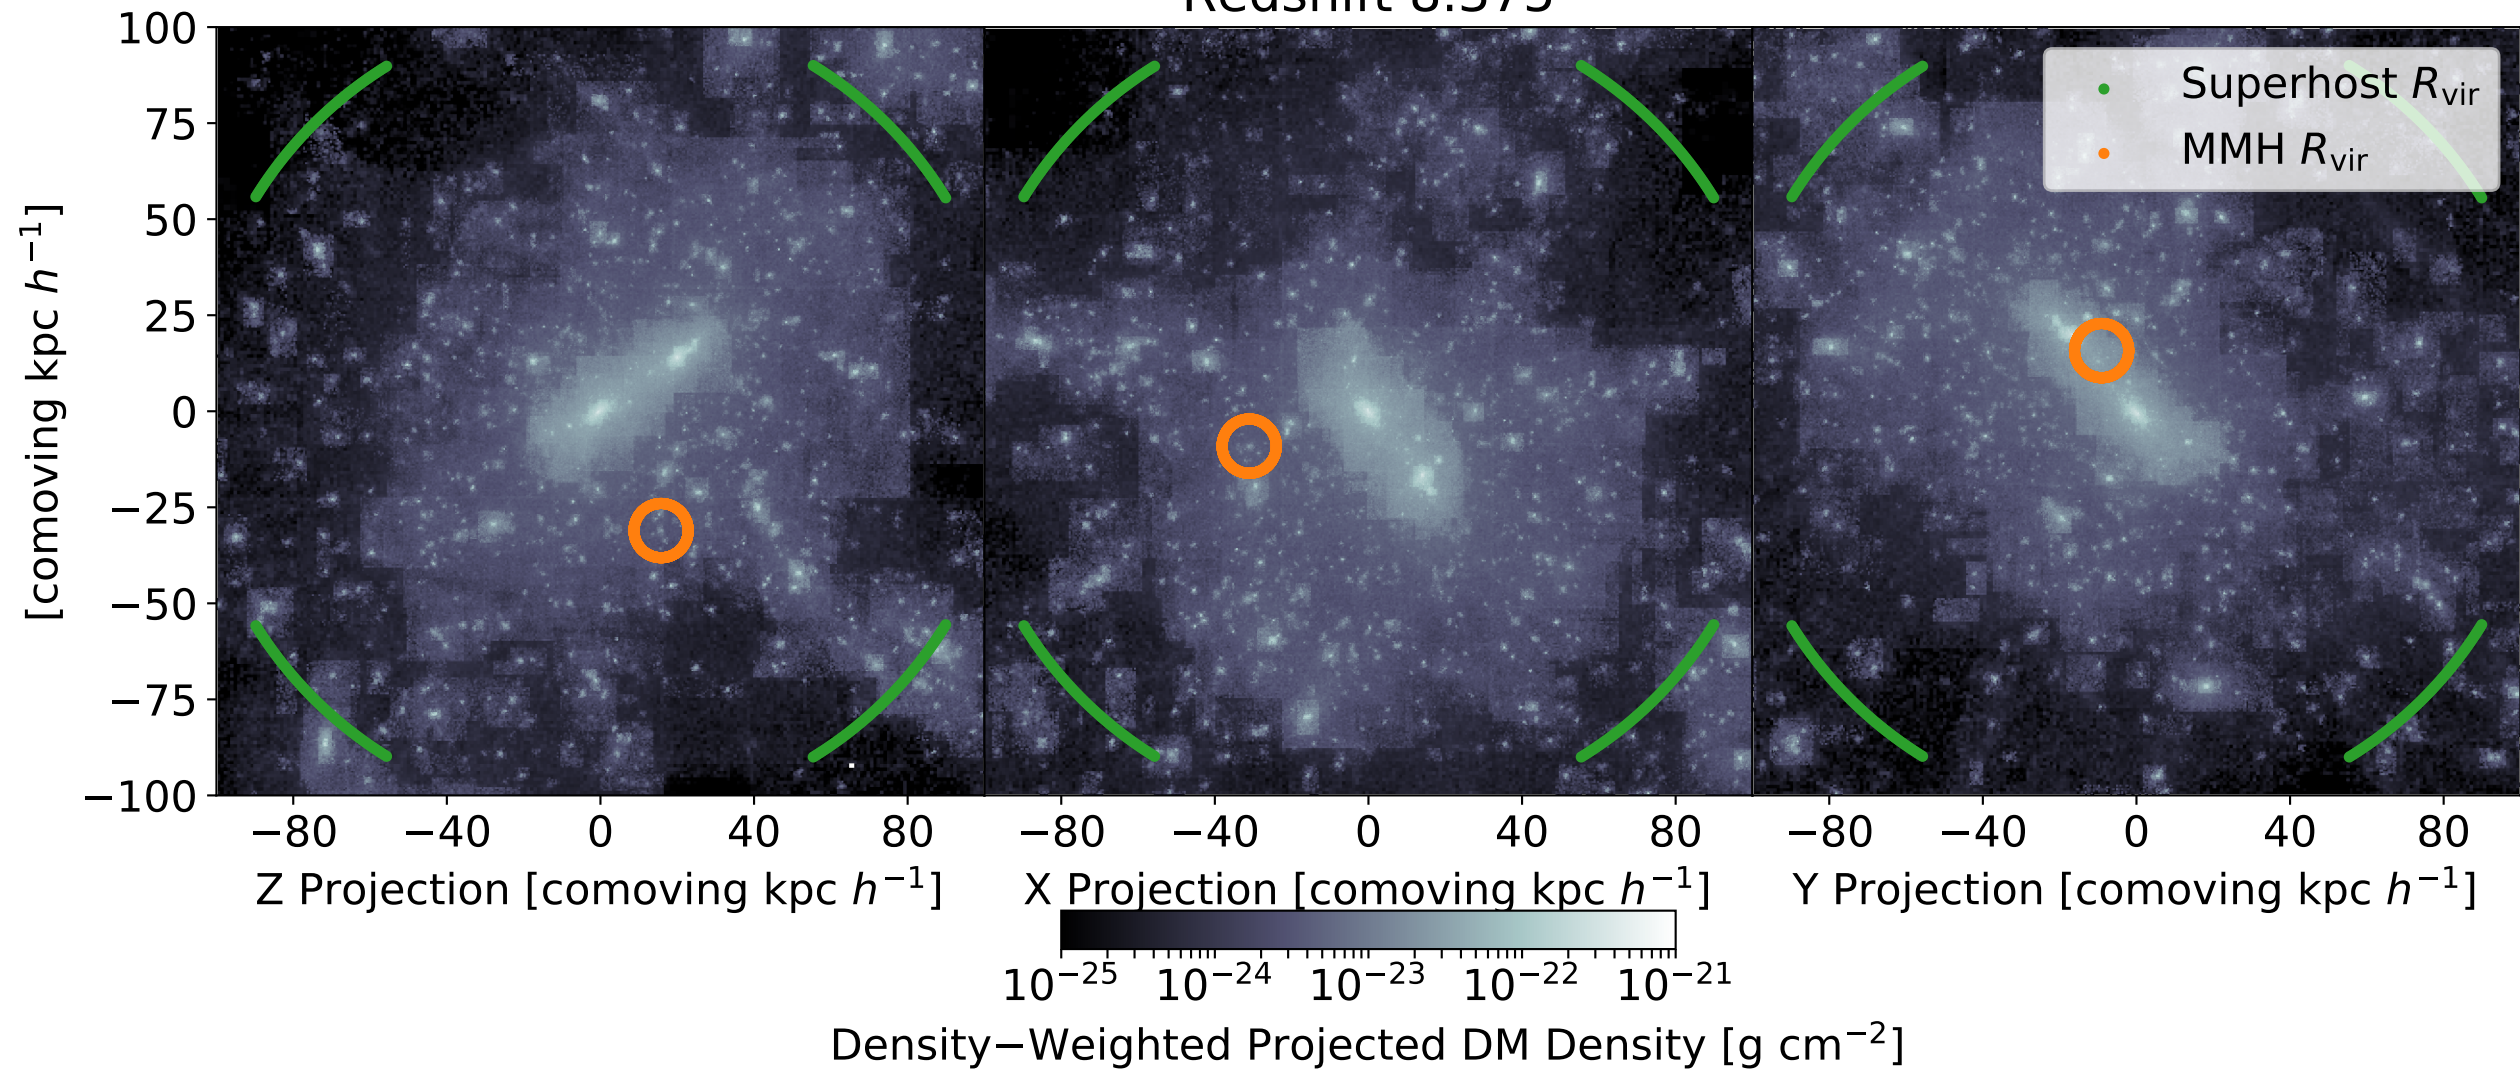 100
75
50
25
0
−25
−50
−75
−100
[comoving kpc h−1]
Superhost Rvir
MMH Rvir
−80 −40 0 40 80 −80 −40 0 40 80 −80 −40 0 40 80
Z Projection [comoving kpc h−1] X Projection [comoving kpc h−1] Y Projection [comoving kpc h−1]
10−25 10−24 10−23 10−22 10−21
Density−Weighted Projected DM Density [g cm−2]